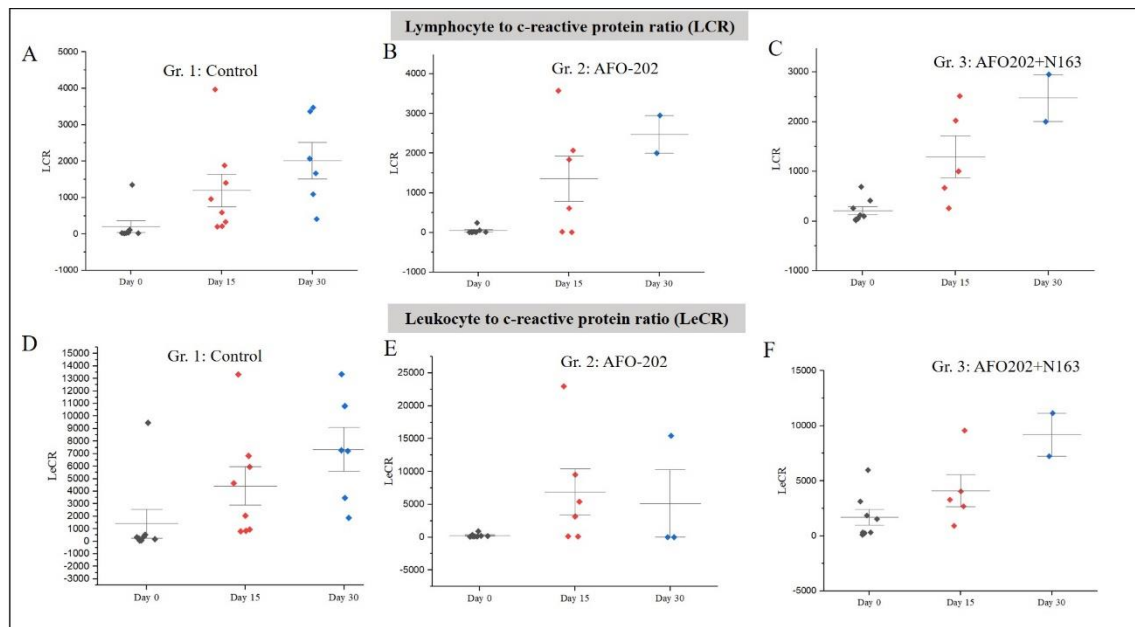 Lymphocyte to c-reactive protein ratio (LCR)
A
Gr. 1: Control
5000
4000
3000
2000
1000
0
-1000
LCR
Day 0
Day 15
Day 30
B
Gr. 2: AFO-202
4000
3000
2000
1000
0
-1000
LCR
Day 0
Day 15
Day 30
C
Gr. 3: AFO202+N163
3000
2000
1000
0
-1000
LCR
Day 0
Day 15
Day 30
Leukocyte to c-reactive protein ratio (LeCR)
D
Gr. 1: Control
15000
14000
13000
12000
11000
10000
9000
8000
7000
6000
5000
4000
3000
2000
1000
0
-1000
-2000
-3000
LeCR
Day 0
Day 15
Day 30
E
Gr. 2: AFO-202
25000
20000
15000
10000
5000
0
-5000
LeCR
Day 0
Day 15
Day 30
F
Gr. 3: AFO202+N163
15000
10000
5000
0
-5000
LeCR
Day 0
Day 15
Day 30